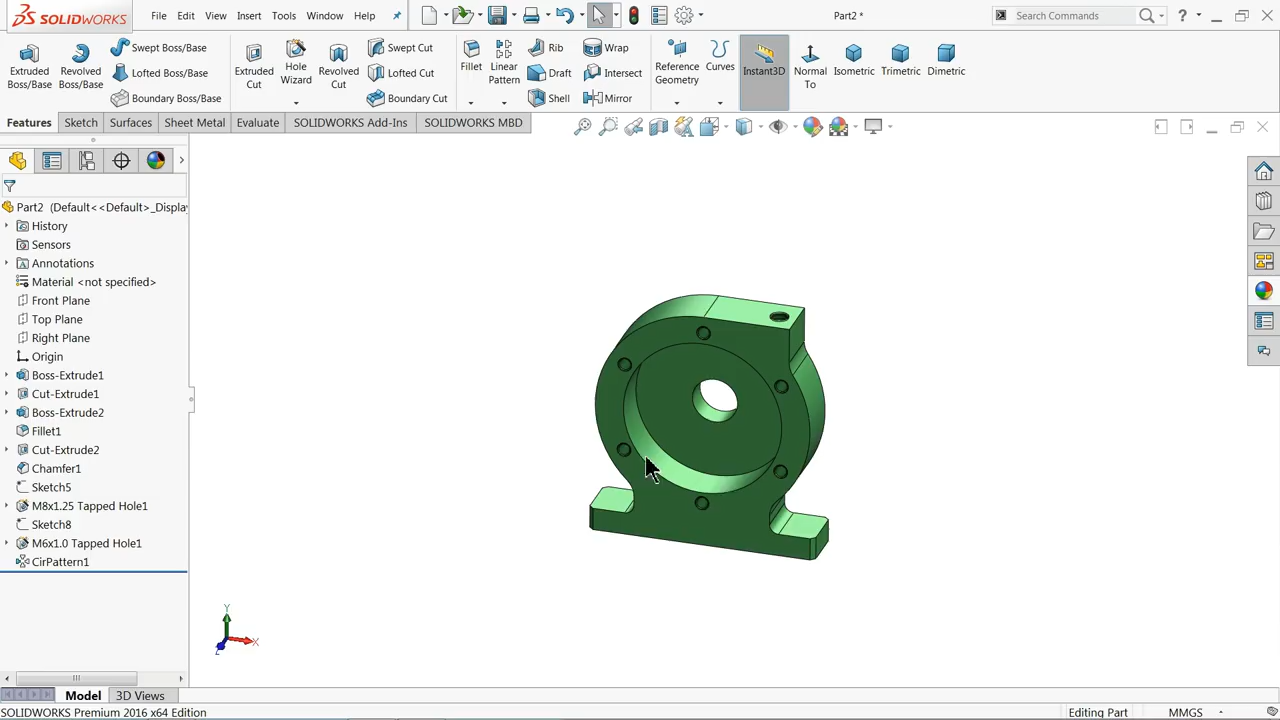 SOLIDWORKS File Edit View Insert Tools Window Help Part2 * Search Commands ?
Extruded Boss/Base
Revolved Boss/Base
Swept Boss/Base
Lofted Boss/Base
Boundary Boss/Base
Extruded Cut
Hole Wizard
Revolved Cut
Swept Cut
Lofted Cut
Boundary Cut
Fillet
Linear Pattern
Rib
Draft
Shell
Wrap
Intersect
Mirror
Reference Geometry
Curves
Instant3D
Normal To
Isometric
Trimetric
Dimetric
Features Sketch Surfaces Sheet Metal Evaluate SOLIDWORKS Add-Ins SOLIDWORKS MBD
Part2 (Default<<Default>_Displa
History
Sensors
Annotations
Material <not specified>
Front Plane
Top Plane
Right Plane
Origin
Boss-Extrude1
Cut-Extrude1
Boss-Extrude2
Fillet1
Cut-Extrude2
Chamfer1
Sketch5
M8x1.25 Tapped Hole1
Sketch8
M6x1.0 Tapped Hole1
CirPattern1
Y
X
Z
Model 3D Views
SOLIDWORKS Premium 2016 x64 Edition Editing Part MMGS